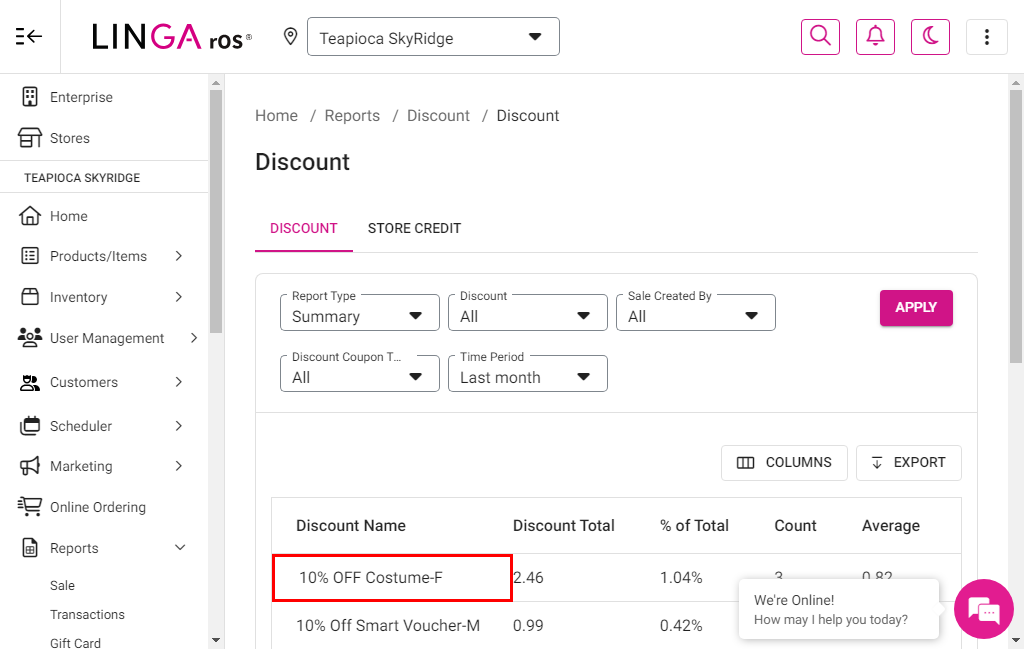 LINGA ros®
Teapioca SkyRidge
Enterprise
Stores
TEAPIOCA SKYRIDGE
Home
Products/Items
Inventory
User Management
Customers
Scheduler
Marketing
Online Ordering
Reports
Sale
Transactions
Gift Card
Home / Reports / Discount / Discount
Discount
DISCOUNT STORE CREDIT
Report Type Discount Sale Created By
Summary All All
APPLY
Discount Coupon T... Time Period
All Last month
COLUMNS EXPORT
Discount Name Discount Total % of Total Count Average
10% OFF Costume-F 2.46 1.04% 3 0.82
10% Off Smart Voucher-M 0.99 0.42%
We're Online!
How may I help you today?